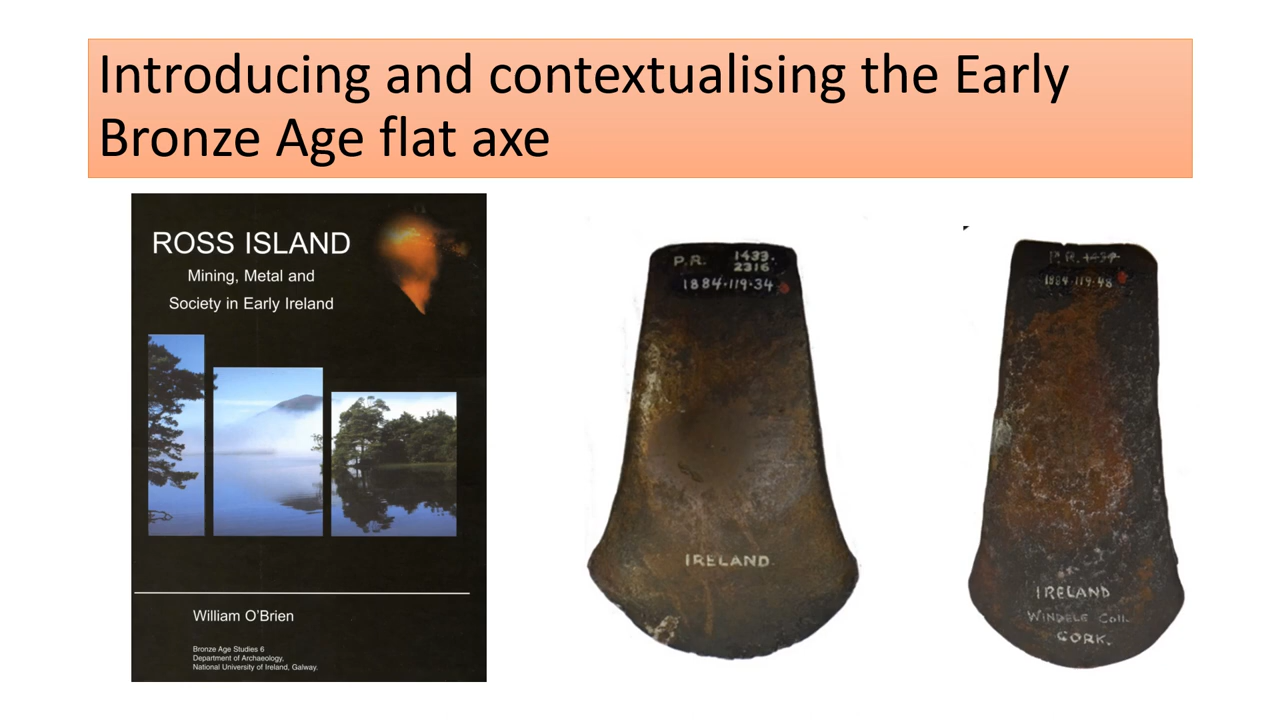 Introducing and contextualising the Early
Bronze Age flat axe
ROSS ISLAND
Mining, Metal and
Society in Early Ireland
William O'Brien
Bronze Age Studies 6
Department of Archaeology,
National University of Ireland, Galway.
P.R. 1433.
2316
1884.119.34
IRELAND.
P.R.
1884.119.48
IRELAND
WINDELE Coll.
CORK.